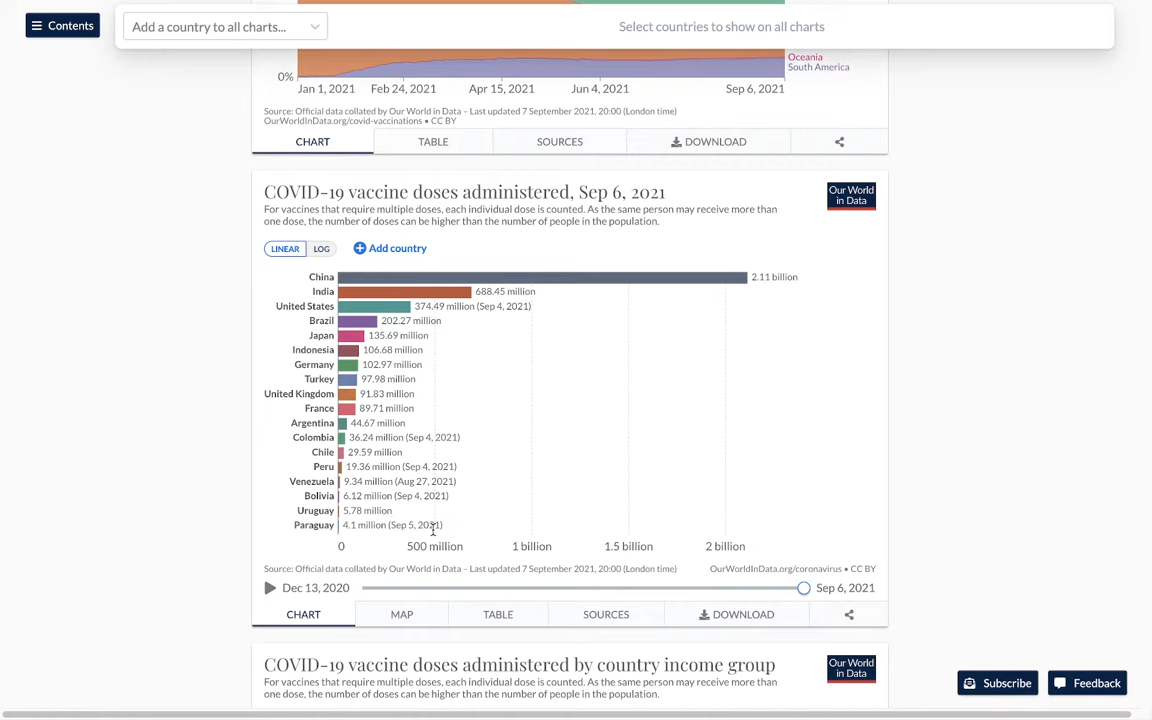 Contents
Add a country to all charts...
Select countries to show on all charts
Oceania
South America
0%
Jan 1, 2021
Feb 24, 2021
Apr 15, 2021
Jun 4, 2021
Sep 6, 2021
Source: Official data collated by Our World in Data – Last updated 7 September 2021, 20:00 (London time)
OurWorldInData.org/covid-vaccinations • CC BY
CHART
TABLE
SOURCES
DOWNLOAD
COVID-19 vaccine doses administered, Sep 6, 2021
Our World
in Data
For vaccines that require multiple doses, each individual dose is counted. As the same person may receive more than
one dose, the number of doses can be higher than the number of people in the population.
LINEAR
LOG
Add country
China 2.11 billion
India 688.45 million
United States 374.49 million (Sep 4, 2021)
Brazil 202.27 million
Japan 135.69 million
Indonesia 106.68 million
Germany 102.97 million
Turkey 97.98 million
United Kingdom 91.83 million
France 89.71 million
Argentina 44.67 million
Colombia 36.24 million (Sep 4, 2021)
Chile 29.59 million
Peru 19.36 million (Sep 4, 2021)
Venezuela 9.34 million (Aug 27, 2021)
Bolivia 6.12 million (Sep 4, 2021)
Uruguay 5.78 million
Paraguay 4.1 million (Sep 5, 2021)
0
500 million
1 billion
1.5 billion
2 billion
Source: Official data collated by Our World in Data – Last updated 7 September 2021, 20:00 (London time)
OurWorldInData.org/coronavirus • CC BY
Dec 13, 2020
Sep 6, 2021
CHART
MAP
TABLE
SOURCES
DOWNLOAD
COVID-19 vaccine doses administered by country income group
Our World
in Data
For vaccines that require multiple doses, each individual dose is counted. As the same person may receive more than
one dose, the number of doses can be higher than the number of people in the population.
Subscribe
Feedback